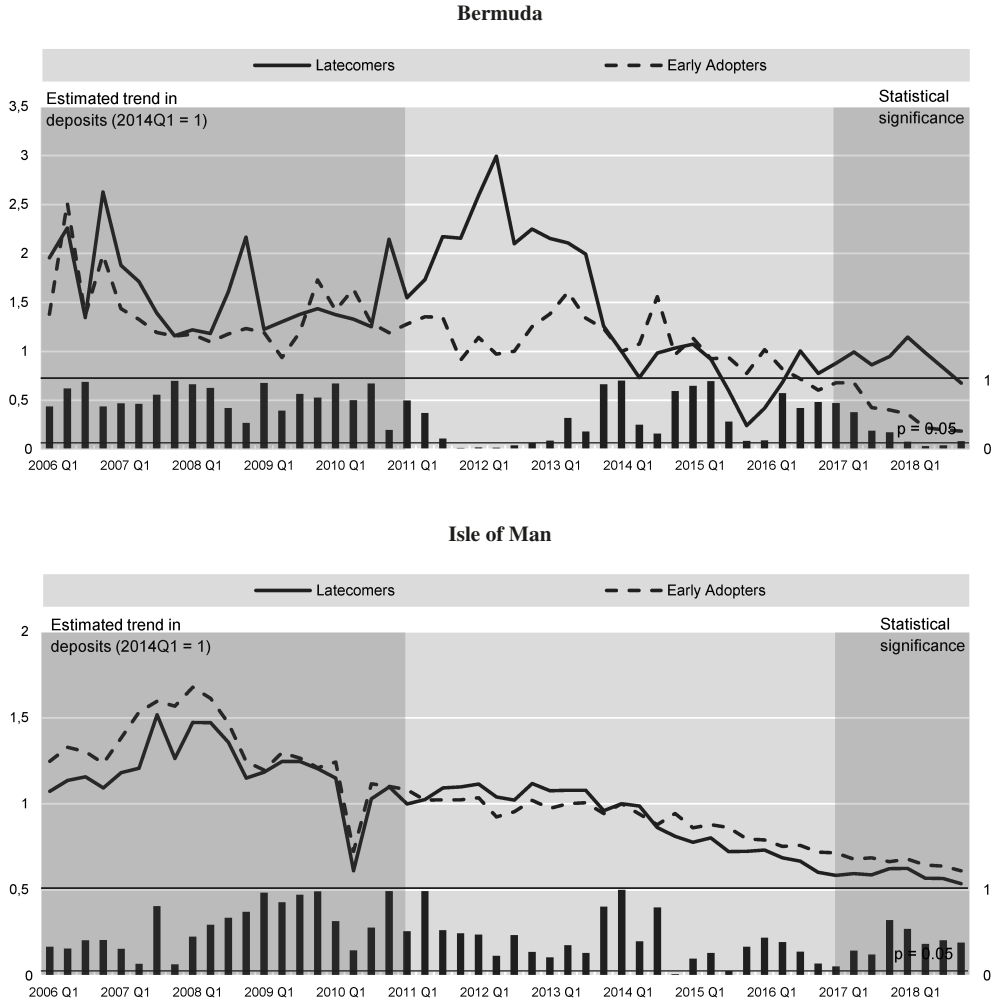 Bermuda
Latecomers Early Adopters
Estimated trend in
deposits (2014Q1 = 1)
Statistical
significance
3,5
3
2,5
2
1,5
1
1
0,5
p = 0.05
0
0
2006 Q1 2007 Q1 2008 Q1 2009 Q1 2010 Q1 2011 Q1 2012 Q1 2013 Q1 2014 Q1 2015 Q1 2016 Q1 2017 Q1 2018 Q1
Isle of Man
Latecomers Early Adopters
Estimated trend in
deposits (2014Q1 = 1)
Statistical
significance
2
1,5
1
0,5
1
p = 0.05
0
0
2006 Q1 2007 Q1 2008 Q1 2009 Q1 2010 Q1 2011 Q1 2012 Q1 2013 Q1 2014 Q1 2015 Q1 2016 Q1 2017 Q1 2018 Q1